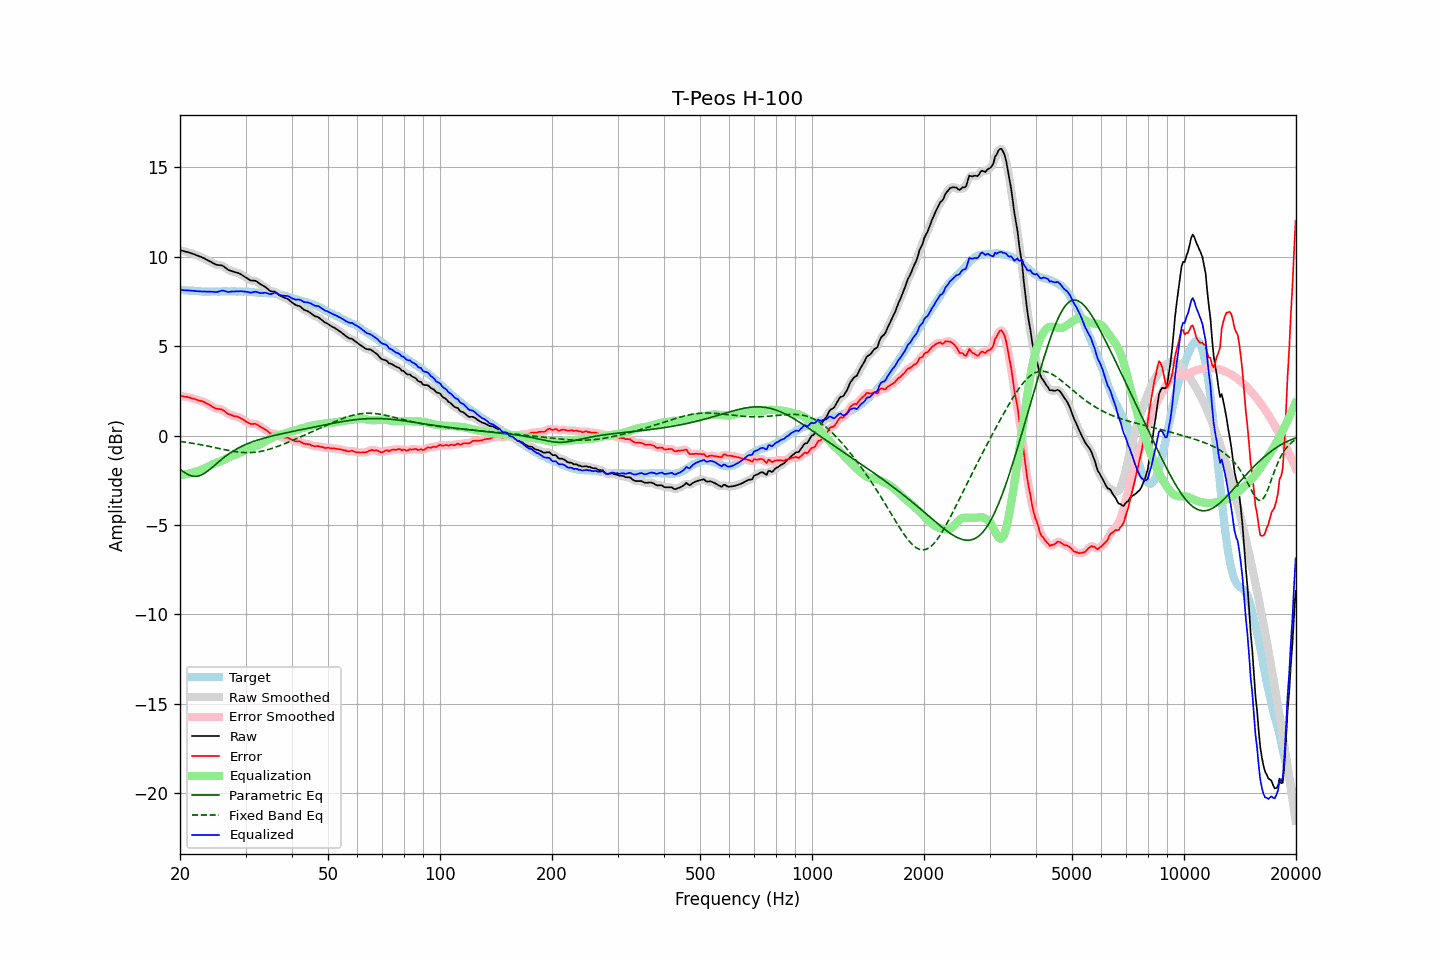 T-Peos H-100
15
10
5
0
−5
−10
−15
−20
Amplitude (dBr)
Target
Raw Smoothed
Error Smoothed
Raw
Error
Equalization
Parametric Eq
Fixed Band Eq
Equalized
20 50 100 200 500 1000 2000 5000 10000 20000
Frequency (Hz)